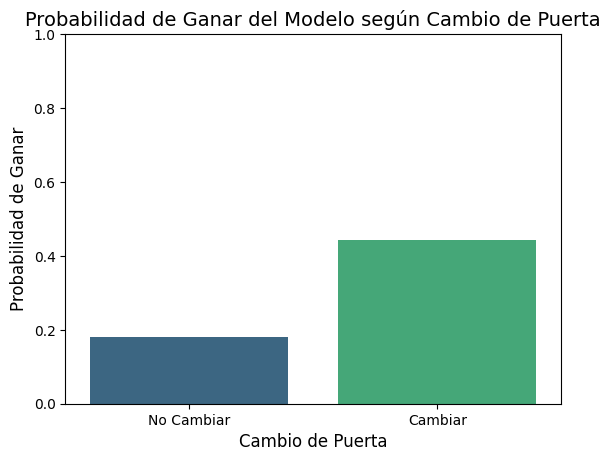 Probabilidad de Ganar del Modelo según Cambio de Puerta
1.0
0.8
0.6
0.4
0.2
0.0
Probabilidad de Ganar
No Cambiar
Cambiar
Cambio de Puerta